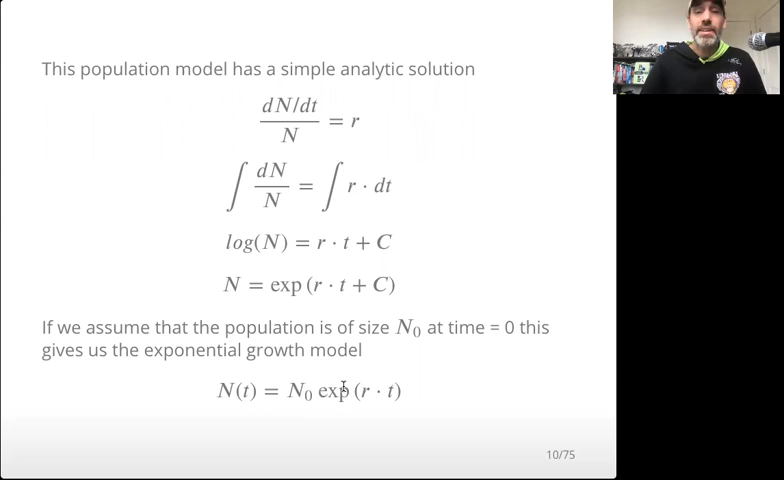 This population model has a simple analytic solution
dN/dt / N = r
∫ dN / N = ∫ r · dt
log(N) = r · t + C
N = exp (r · t + C)
If we assume that the population is of size N₀ at time = 0 this
gives us the exponential growth model
N(t) = N₀ exp (r · t)
10/75